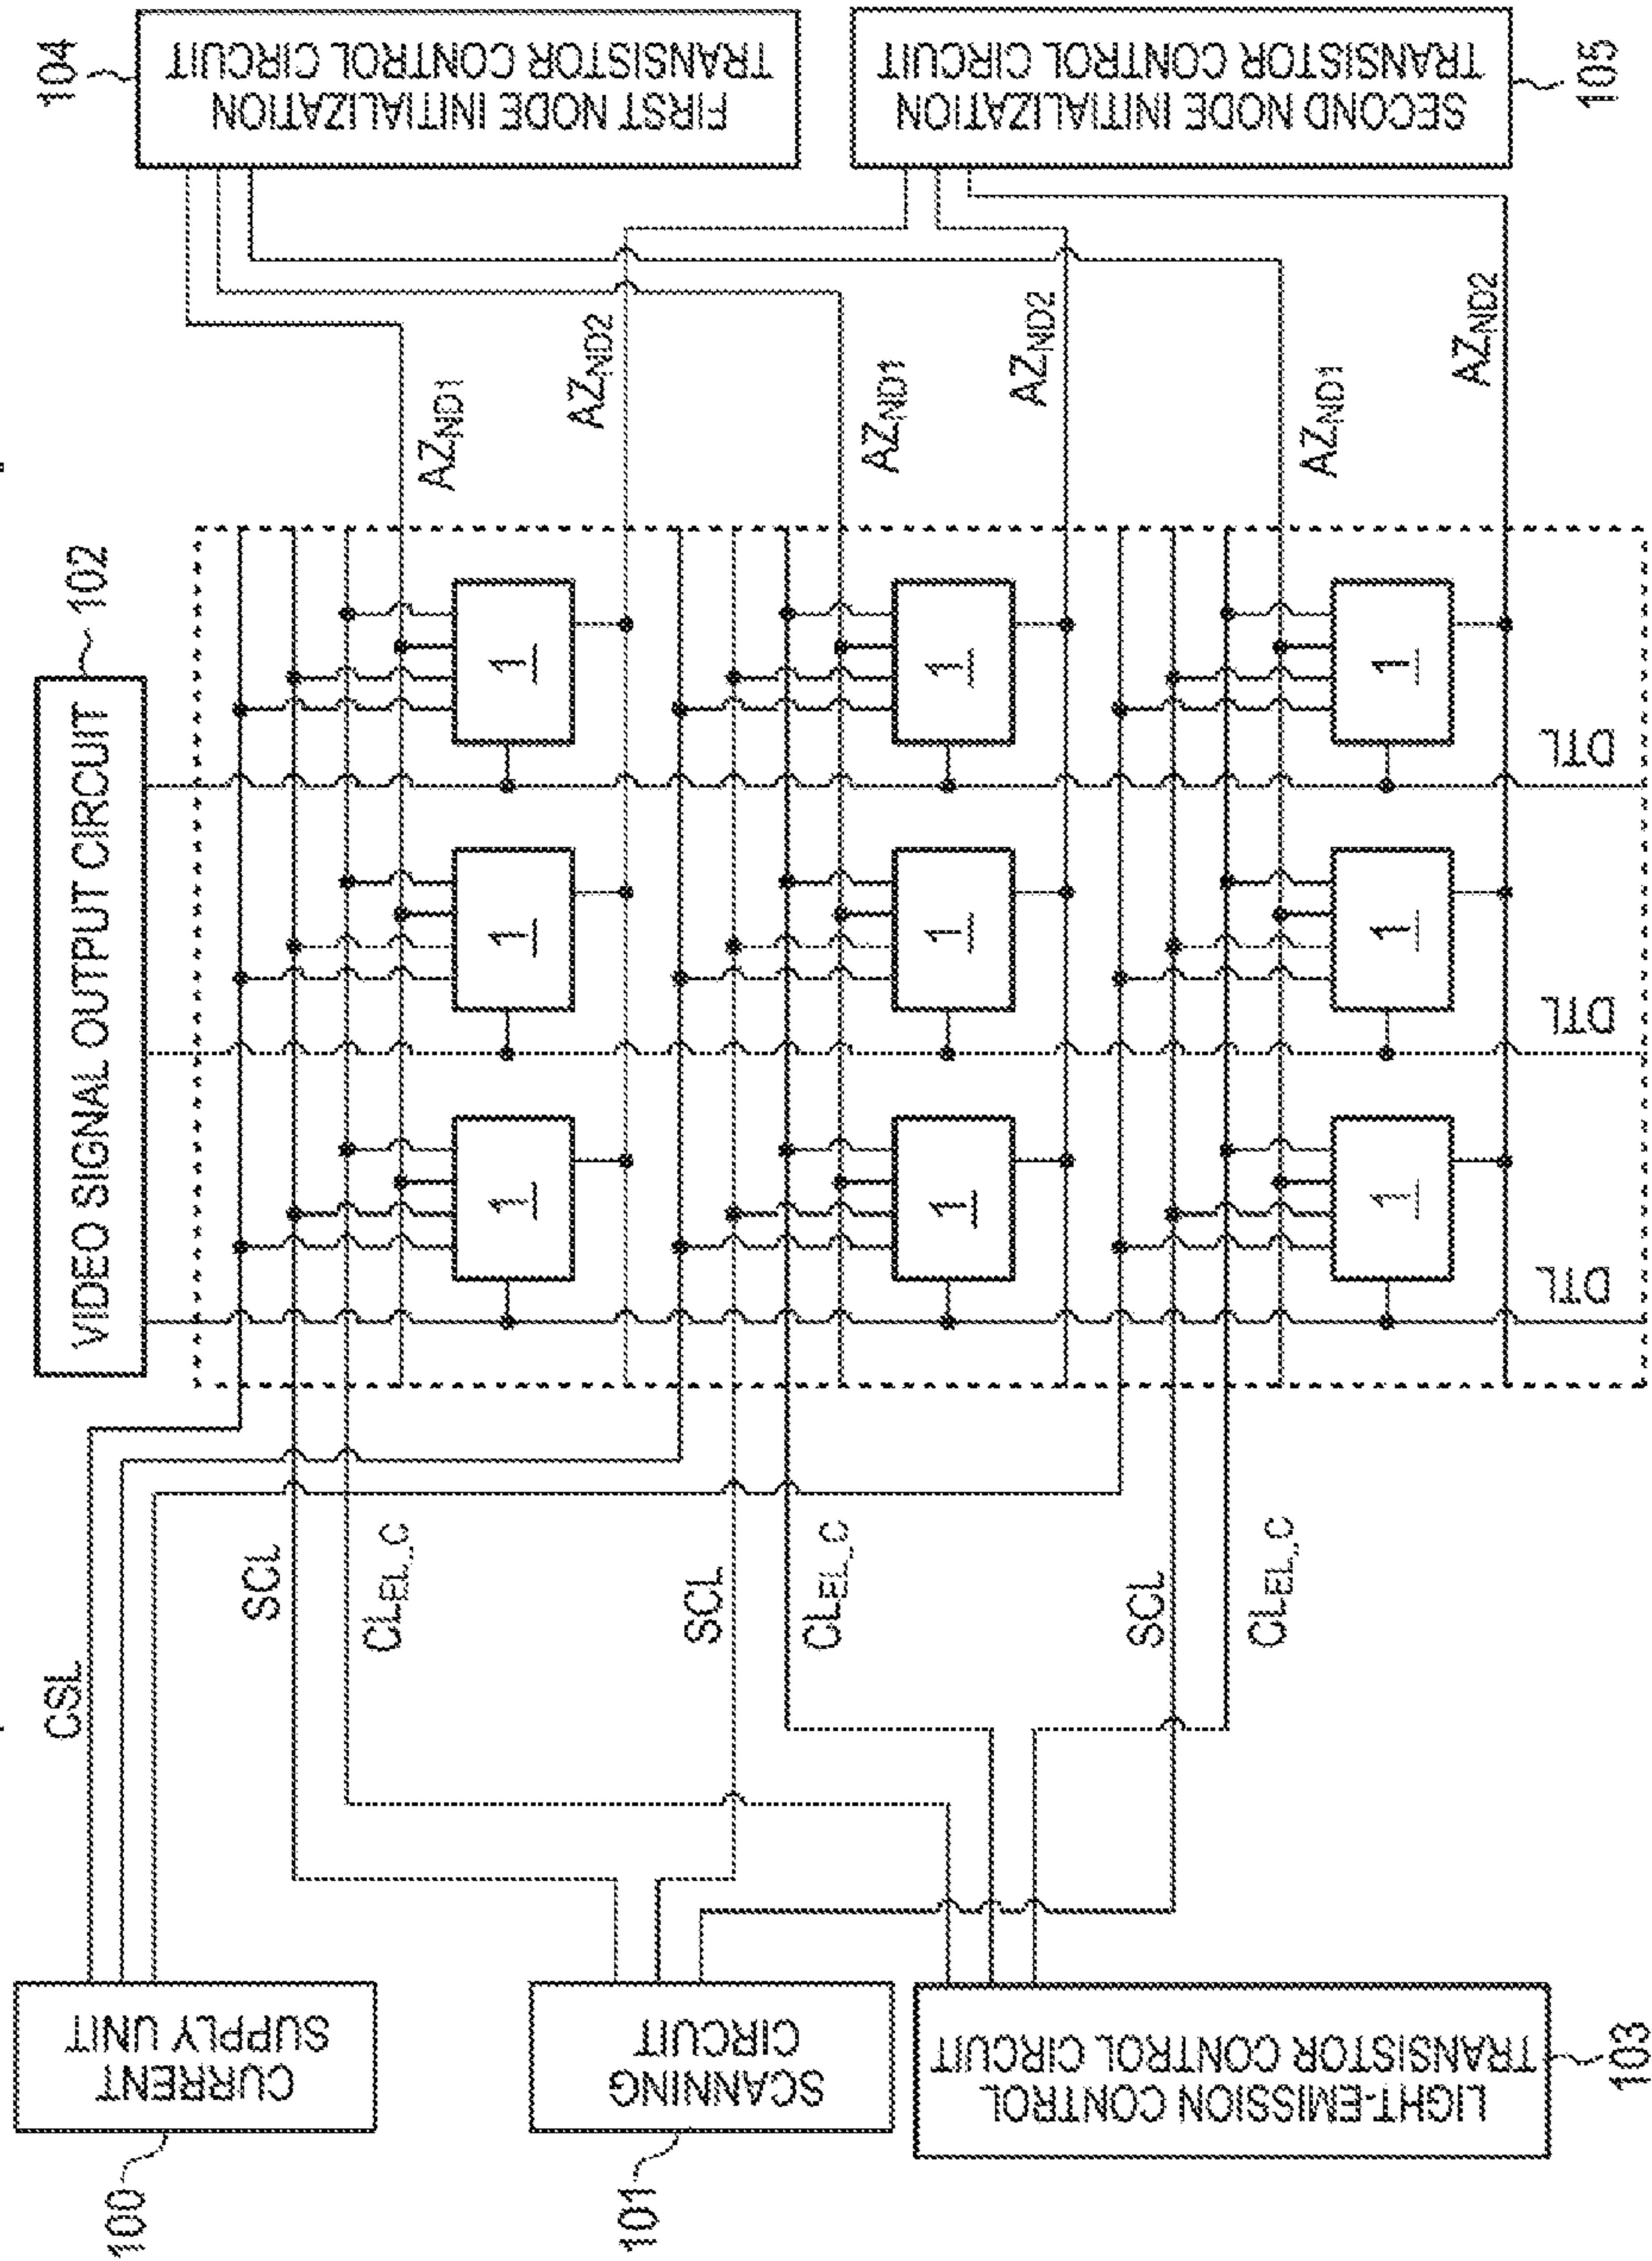 104
FIRST NODE INITIALIZATION
TRANSISTOR CONTROL CIRCUIT
SECOND NODE INITIALIZATION
TRANSISTOR CONTROL CIRCUIT
105
102
VIDEO SIGNAL OUTPUT CIRCUIT
AZND1
AZND2
AZND1
AZND2
AZND1
AZND2
1
1
1
1
1
1
1
1
1
DTL
DTL
DTL
CSL
SCL
CLEL_C
SCL
CLEL_C
SCL
CLEL_C
CURRENT
SUPPLY UNIT
100
SCANNING
CIRCUIT
101
LIGHT-EMISSION CONTROL
TRANSISTOR CONTROL CIRCUIT
103